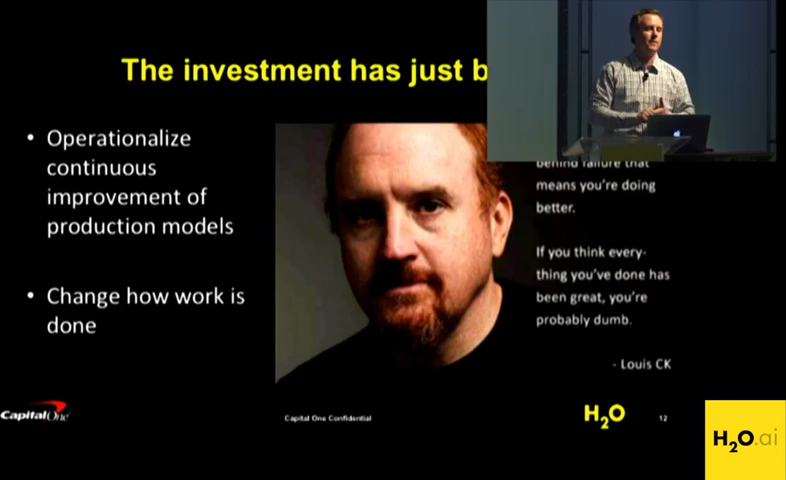 The investment has just b
• Operationalize
continuous
improvement of
production models
• Change how work is
done
behind failure that
means you're doing
better.
If you think every-
thing you've done has
been great, you're
probably dumb.
- Louis CK
CapitalOne
Capital One Confidential
H2O
12
H2O.ai